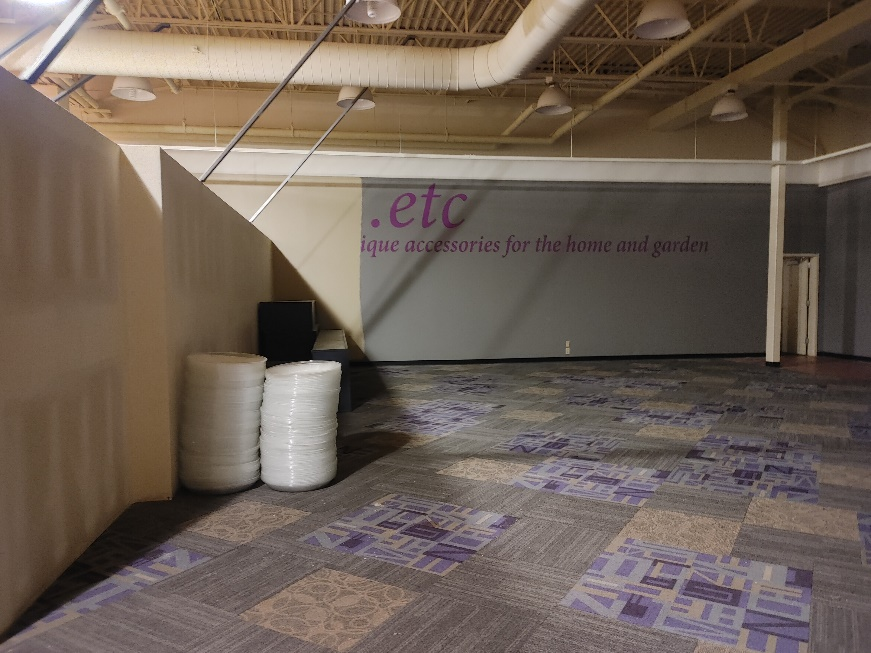 .etc
ique accessories for the home and garden